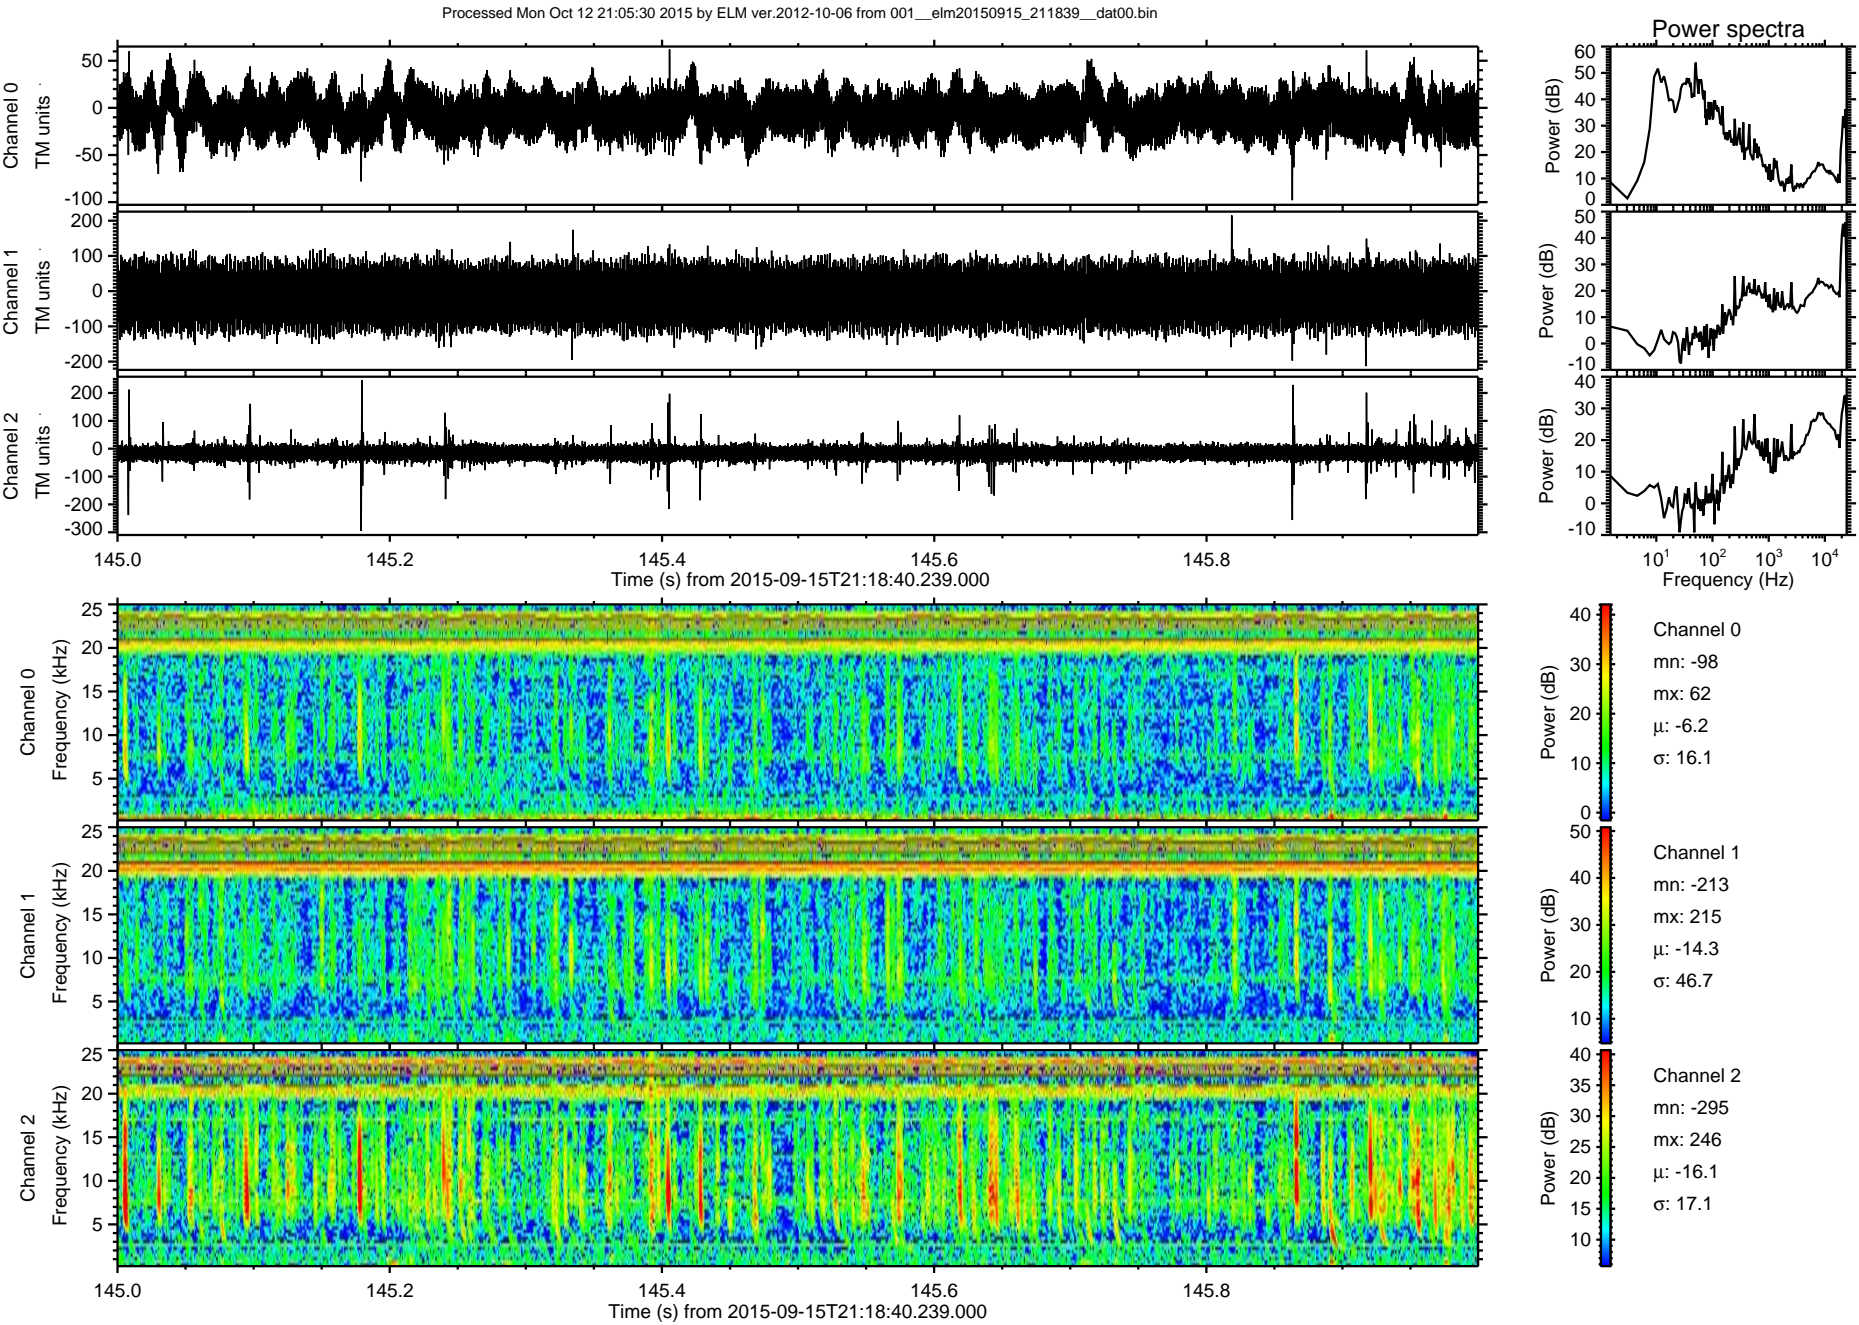 Processed Mon Oct 12 21:05:30 2015 by ELM ver.2012-10-06 from 001__elm20150915_211839__dat00.bin
Power spectra
Channel 0
TM units
50
0
-50
-100
Power (dB)
60
50
40
30
20
10
0
Channel 1
TM units
200
100
0
-100
-200
Power (dB)
50
40
30
20
10
0
-10
Channel 2
TM units
200
100
0
-100
-200
-300
Power (dB)
40
30
20
10
0
-10
145.0 145.2 145.4 145.6 145.8
Time (s) from 2015-09-15T21:18:40.239.000
10¹ 10² 10³ 10⁴
Frequency (Hz)
Channel 0
Frequency (kHz)
25
20
15
10
5
Power (dB)
40
30
20
10
0
Channel 0
mn: -98
mx: 62
μ: -6.2
σ: 16.1
Channel 1
Frequency (kHz)
25
20
15
10
5
Power (dB)
50
40
30
20
10
Channel 1
mn: -213
mx: 215
μ: -14.3
σ: 46.7
Channel 2
Frequency (kHz)
25
20
15
10
5
Power (dB)
40
35
30
25
20
15
10
Channel 2
mn: -295
mx: 246
μ: -16.1
σ: 17.1
145.0 145.2 145.4 145.6 145.8
Time (s) from 2015-09-15T21:18:40.239.000